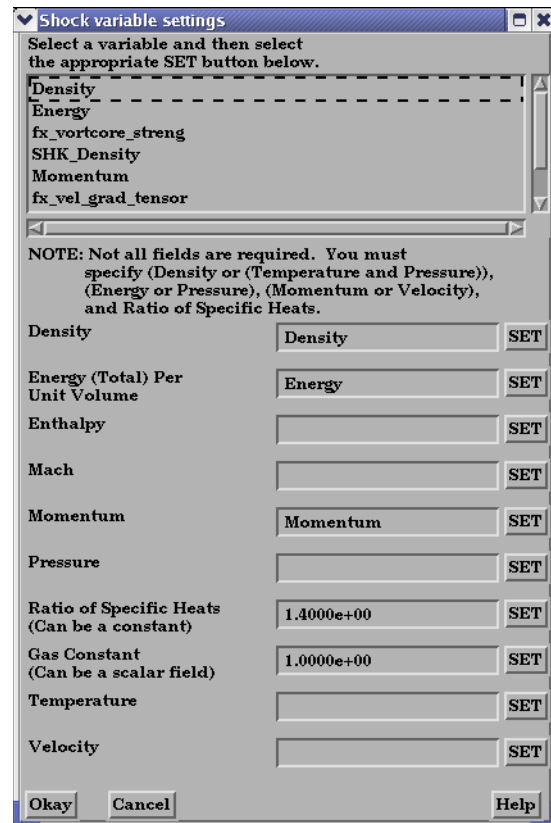 Shock variable settings
Select a variable and then select
the appropriate SET button below.
Density
Energy
fx_vortcore_streng
SHK_Density
Momentum
fx_vel_grad_tensor
NOTE: Not all fields are required. You must
specify (Density or (Temperature and Pressure)),
(Energy or Pressure), (Momentum or Velocity),
and Ratio of Specific Heats.
Density Density SET
Energy (Total) Per
Unit Volume Energy SET
Enthalpy SET
Mach SET
Momentum Momentum SET
Pressure SET
Ratio of Specific Heats
(Can be a constant) 1.4000e+00 SET
Gas Constant
(Can be a scalar field) 1.0000e+00 SET
Temperature SET
Velocity SET
Okay Cancel Help